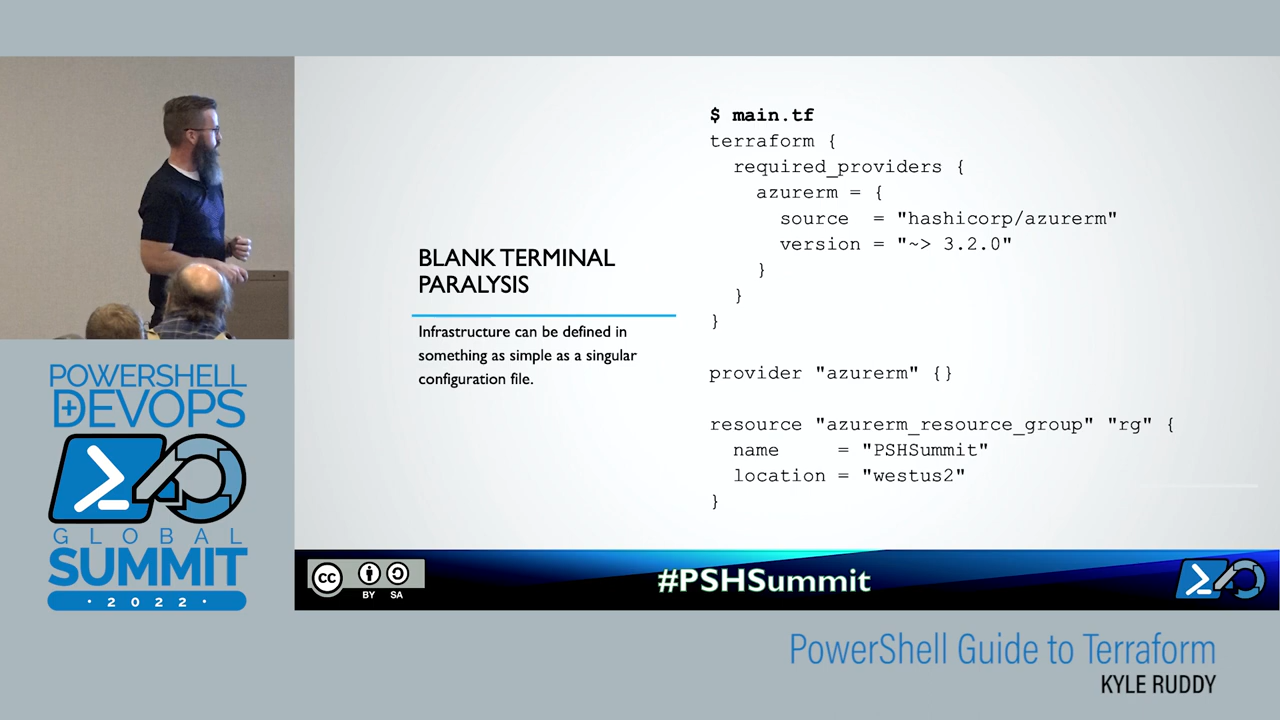 $ main.tf
terraform {
  required_providers {
    azurerm = {
      source  = "hashicorp/azurerm"
      version = "~> 3.2.0"
    }
  }
}
provider "azurerm" {}
resource "azurerm_resource_group" "rg" {
  name     = "PSHSummit"
  location = "westus2"
}
BLANK TERMINAL
PARALYSIS
Infrastructure can be defined in
something as simple as a singular
configuration file.
POWERSHELL
+DEVOPS
GLOBAL
SUMMIT
· 2022 ·
cc
BY SA
#PSHSummit
PowerShell Guide to Terraform
KYLE RUDDY